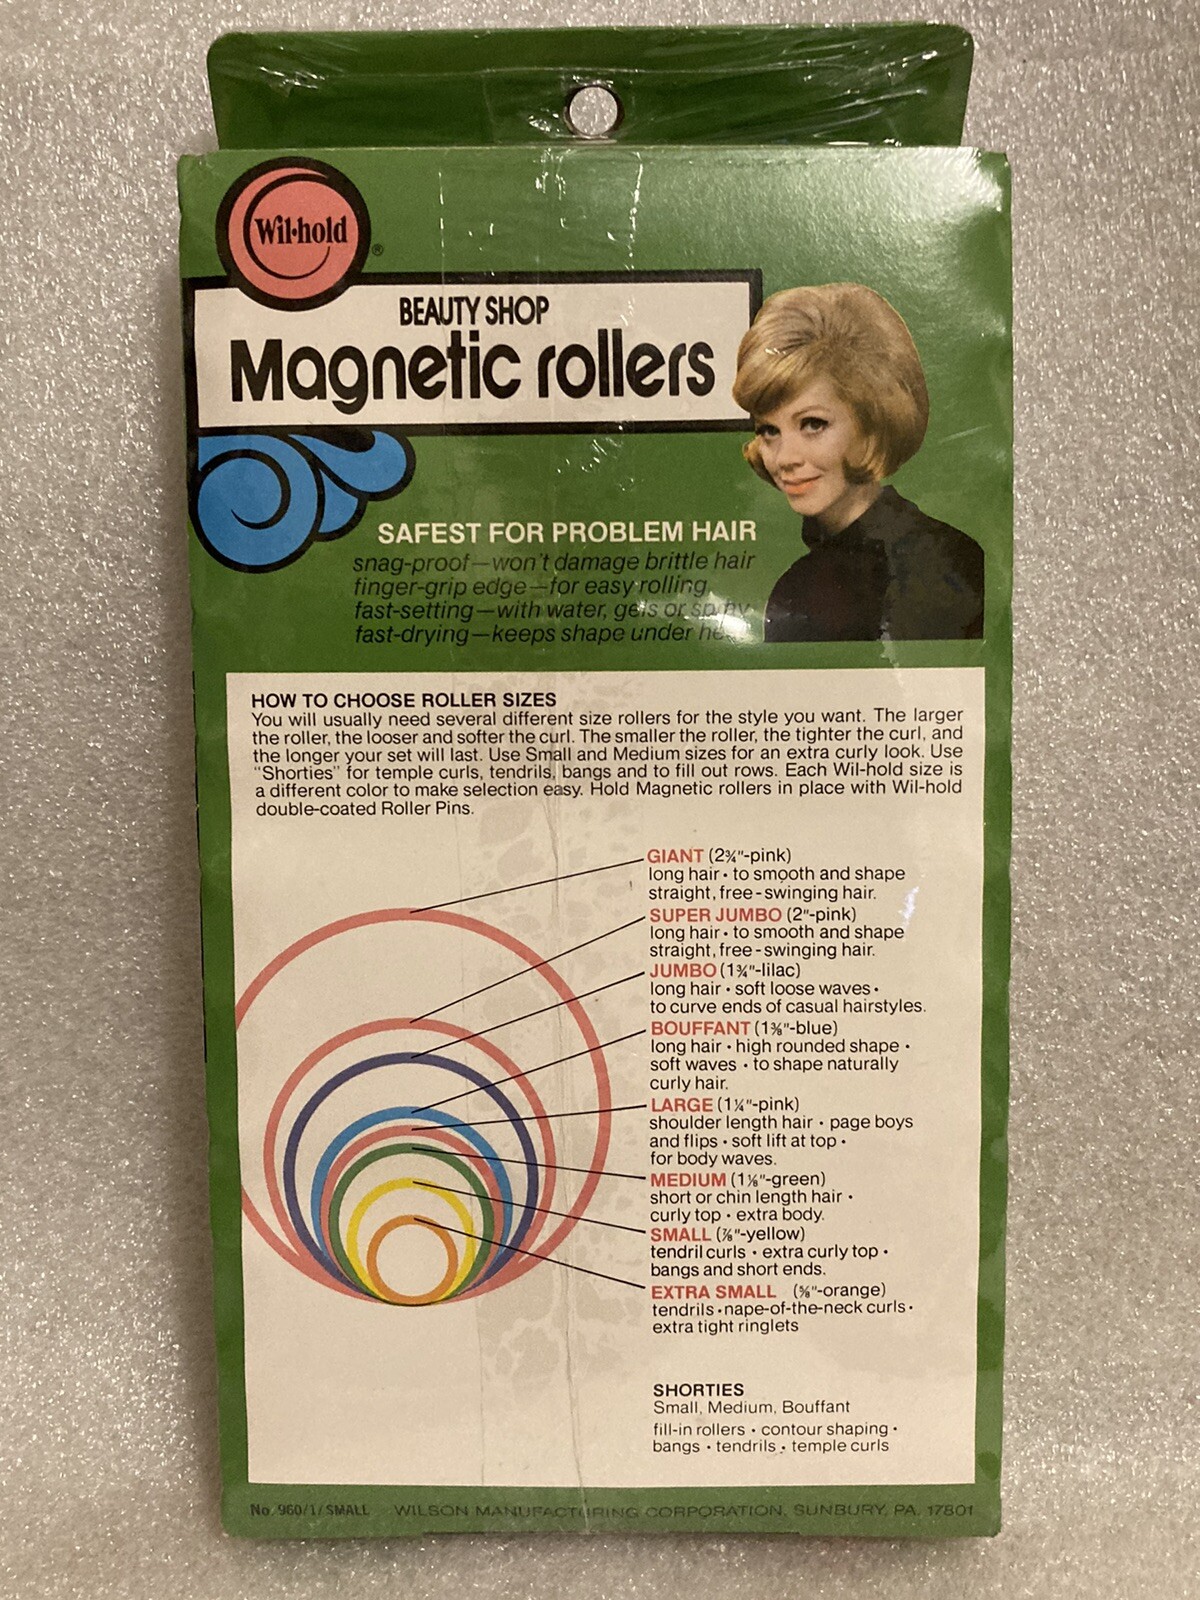 Wil·hold
®
BEAUTY SHOP
Magnetic rollers
SAFEST FOR PROBLEM HAIR
snag-proof—won't damage brittle hair
finger-grip edge—for easy rolling
fast-setting—with water, gels or spray
fast-drying—keeps shape under
HOW TO CHOOSE ROLLER SIZES
You will usually need several different size rollers for the style you want. The larger
the roller, the looser and softer the curl. The smaller the roller, the tighter the curl, and
the longer your set will last. Use Small and Medium sizes for an extra curly look. Use
"Shorties" for temple curls, tendrils, bangs and to fill out rows. Each Wil-hold size is
a different color to make selection easy. Hold Magnetic rollers in place with Wil-hold
double-coated Roller Pins.
GIANT (2¾"-pink)
long hair • to smooth and shape
straight, free-swinging hair.
SUPER JUMBO (2"-pink)
long hair • to smooth and shape
straight, free-swinging hair.
JUMBO (1¾"-lilac)
long hair • soft loose waves •
to curve ends of casual hairstyles.
BOUFFANT (1⅜"-blue)
long hair • high rounded shape •
soft waves • to shape naturally
curly hair.
LARGE (1¼"-pink)
shoulder length hair • page boys
and flips • soft lift at top •
for body waves.
MEDIUM (1⅛"-green)
short or chin length hair •
curly top • extra body.
SMALL (⅞"-yellow)
tendril curls • extra curly top •
bangs and short ends.
EXTRA SMALL (⅝"-orange)
tendrils • nape-of-the-neck curls •
extra tight ringlets
SHORTIES
Small, Medium, Bouffant
fill-in rollers • contour shaping •
bangs • tendrils • temple curls
No. 960/1/SMALL WILSON MANUFACTURING CORPORATION, SUNBURY, PA. 17801